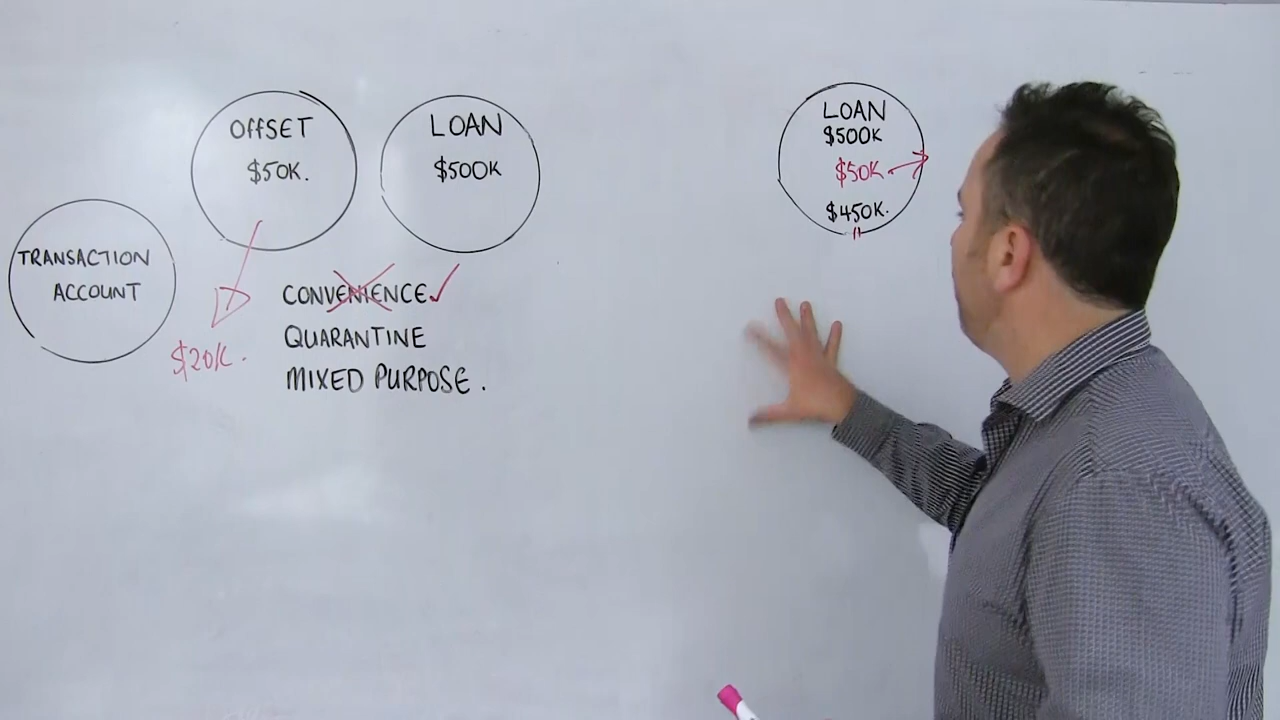 OFFSET
$50K.
LOAN
$500K
TRANSACTION
ACCOUNT
$20K.
CONVENIENCE
QUARANTINE
MIXED PURPOSE.
LOAN
$500K
$50K
$450K.